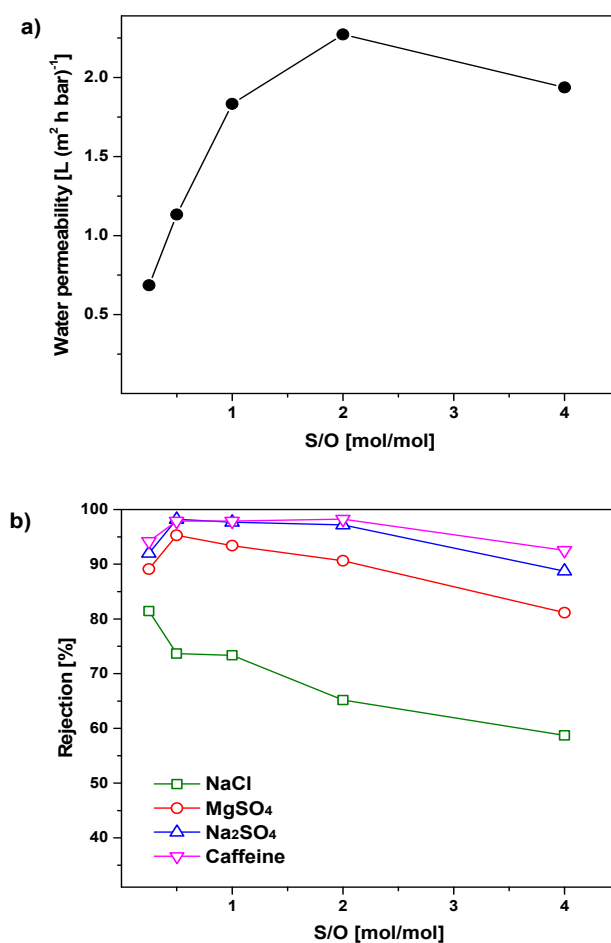 a)
Water permeability [L (m² h bar)⁻¹]
2.0
1.5
1.0
0.5
1
2
3
4
S/O [mol/mol]
b)
Rejection [%]
100
90
80
70
60
50
40
NaCl
MgSO₄
Na₂SO₄
Caffeine
1
2
3
4
S/O [mol/mol]